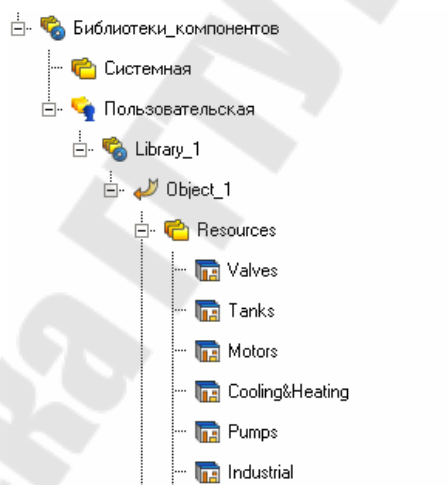 Библиотеки_компонентов
Системная
Пользовательская
Library_1
Object_1
Resources
Valves
Tanks
Motors
Cooling&Heating
Pumps
Industrial